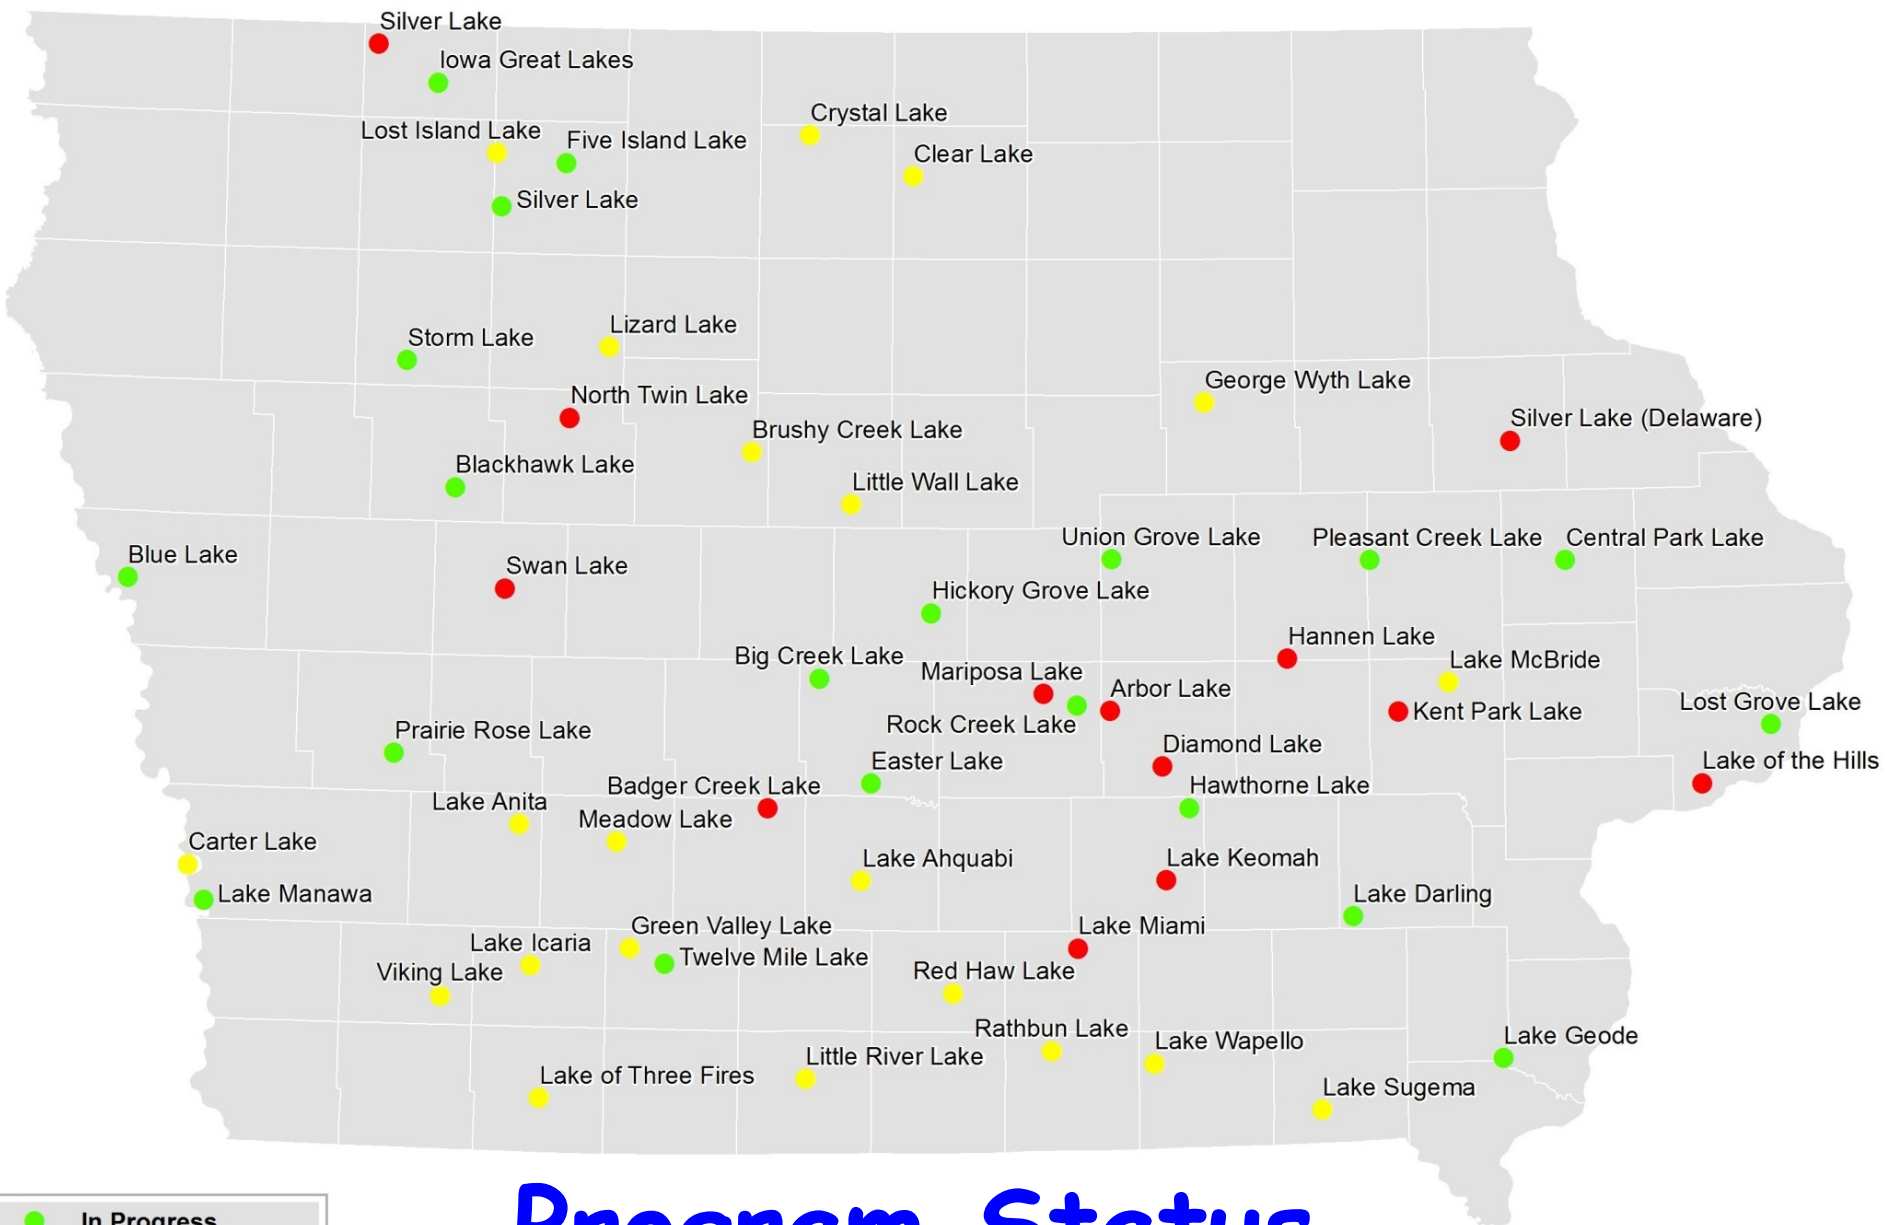 Silver Lake
Iowa Great Lakes
Crystal Lake
Lost Island Lake
Five Island Lake
Clear Lake
Silver Lake
Lizard Lake
Storm Lake
George Wyth Lake
North Twin Lake
Silver Lake (Delaware)
Brushy Creek Lake
Blackhawk Lake
Little Wall Lake
Union Grove Lake
Pleasant Creek Lake
Central Park Lake
Blue Lake
Swan Lake
Hickory Grove Lake
Hannen Lake
Big Creek Lake
Lake McBride
Mariposa Lake
Arbor Lake
Lost Grove Lake
Kent Park Lake
Rock Creek Lake
Prairie Rose Lake
Diamond Lake
Easter Lake
Lake of the Hills
Badger Creek Lake
Hawthorne Lake
Lake Anita
Meadow Lake
Carter Lake
Lake Ahquabi
Lake Keomah
Lake Manawa
Lake Darling
Green Valley Lake
Lake Miami
Lake Icaria
Twelve Mile Lake
Viking Lake
Red Haw Lake
Rathbun Lake
Lake Geode
Lake Wapello
Little River Lake
Lake of Three Fires
Lake Sugema
Program Status
In Progress